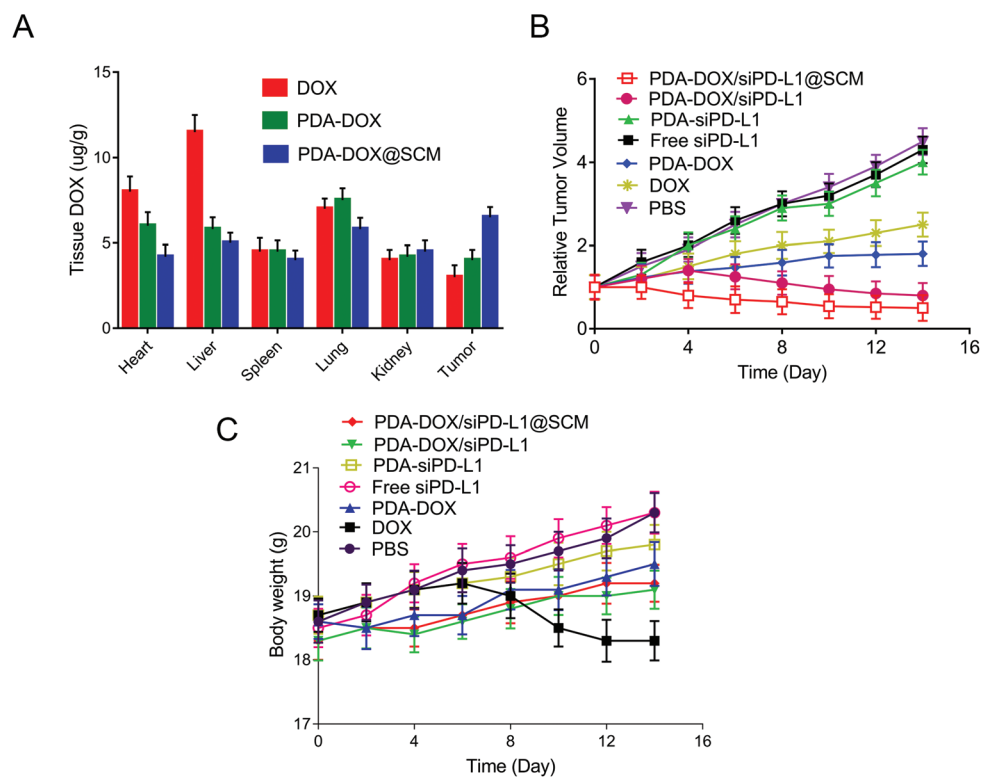 A
Tissue DOX (ug/g)
15
10
5
0
DOX
PDA-DOX
PDA-DOX@SCM
Heart
Liver
Spleen
Lung
Kidney
Tumor
B
Relative Tumor Volume
6
4
2
0
PDA-DOX/siPD-L1@SCM
PDA-DOX/siPD-L1
PDA-siPD-L1
Free siPD-L1
PDA-DOX
DOX
PBS
0 4 8 12 16
Time (Day)
C
PDA-DOX/siPD-L1@SCM
PDA-DOX/siPD-L1
PDA-siPD-L1
Free siPD-L1
PDA-DOX
DOX
PBS
Body weight (g)
21
20
19
18
17
0 4 8 12 16
Time (Day)